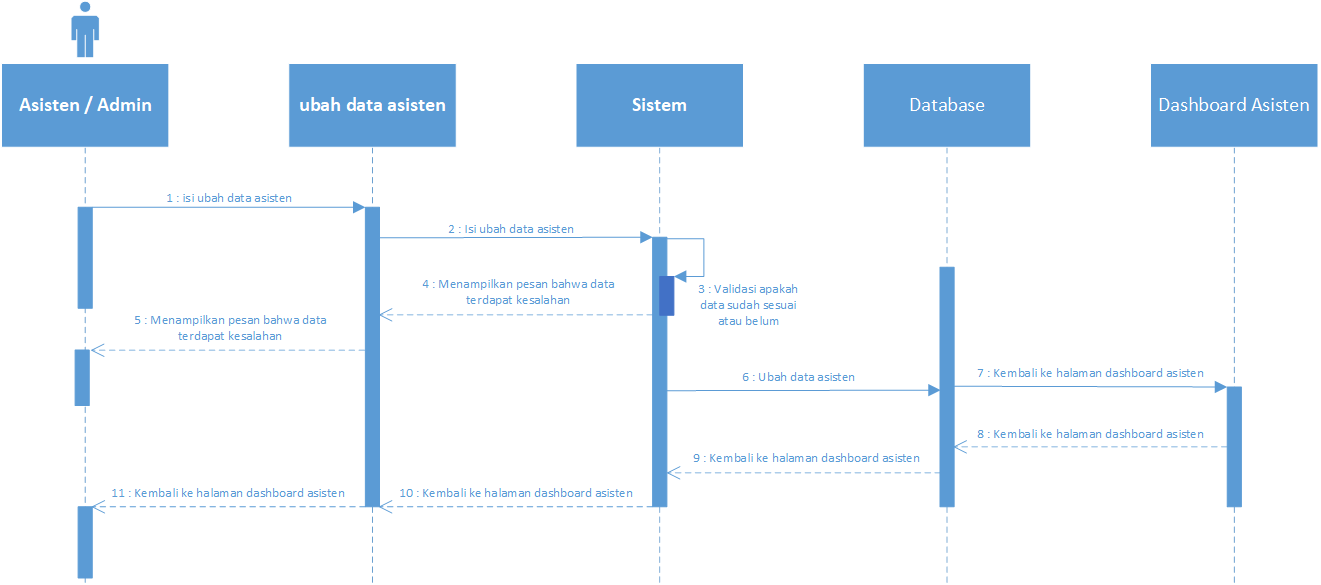 Asisten / Admin
ubah data asisten
Sistem
Database
Dashboard Asisten
1 : isi ubah data asisten
2 : Isi ubah data asisten
3 : Validasi apakah
data sudah sesuai
atau belum
4 : Menampilkan pesan bahwa data
terdapat kesalahan
5 : Menampilkan pesan bahwa data
terdapat kesalahan
6 : Ubah data asisten
7 : Kembali ke halaman dashboard asisten
8 : Kembali ke halaman dashboard asisten
9 : Kembali ke halaman dashboard asisten
10 : Kembali ke halaman dashboard asisten
11 : Kembali ke halaman dashboard asisten